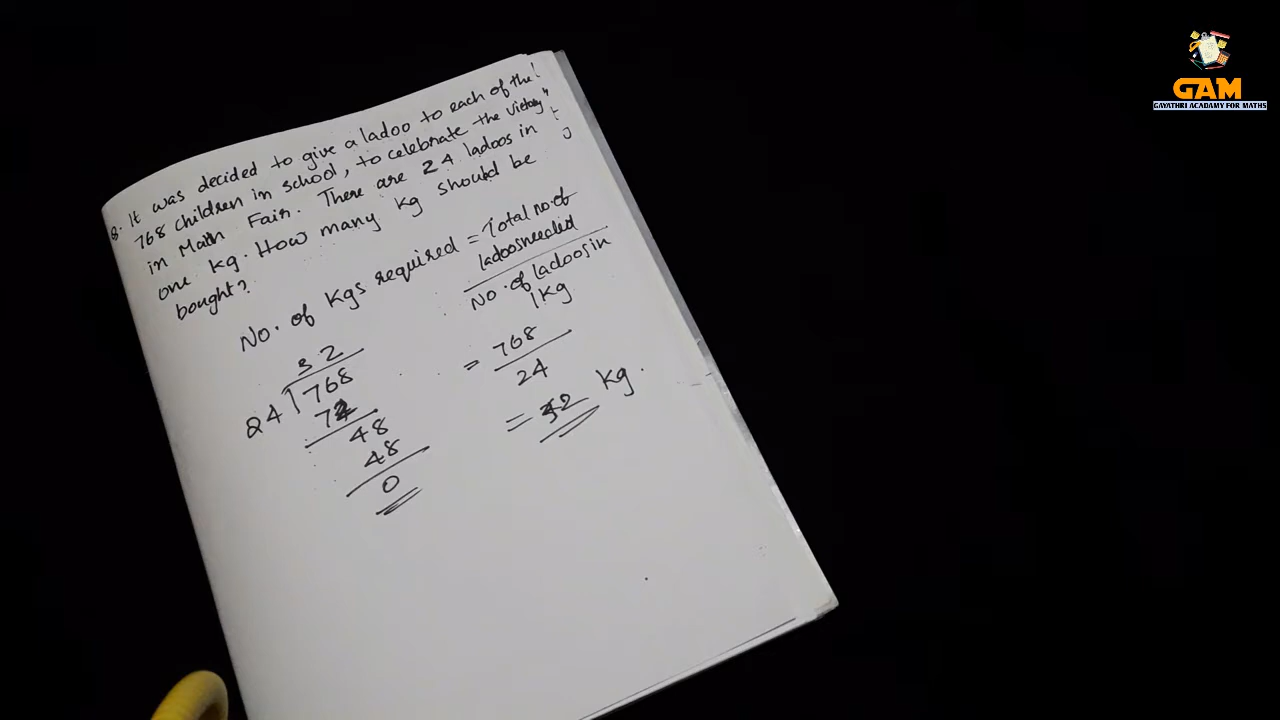 Q. It was decided to give a ladoo to each of the
768 children in school, to celebrate the victory
in Math Fair. There are 24 ladoos in
one kg. How many kg should be
bought?
No. of kgs required = Total no. of
ladoos needed
No. of ladoos in
1 kg
32
24 768
72
48
48
0
= 768
24
= 32 kg.
GAM
GAYATHRI ACADAMY FOR MATHS